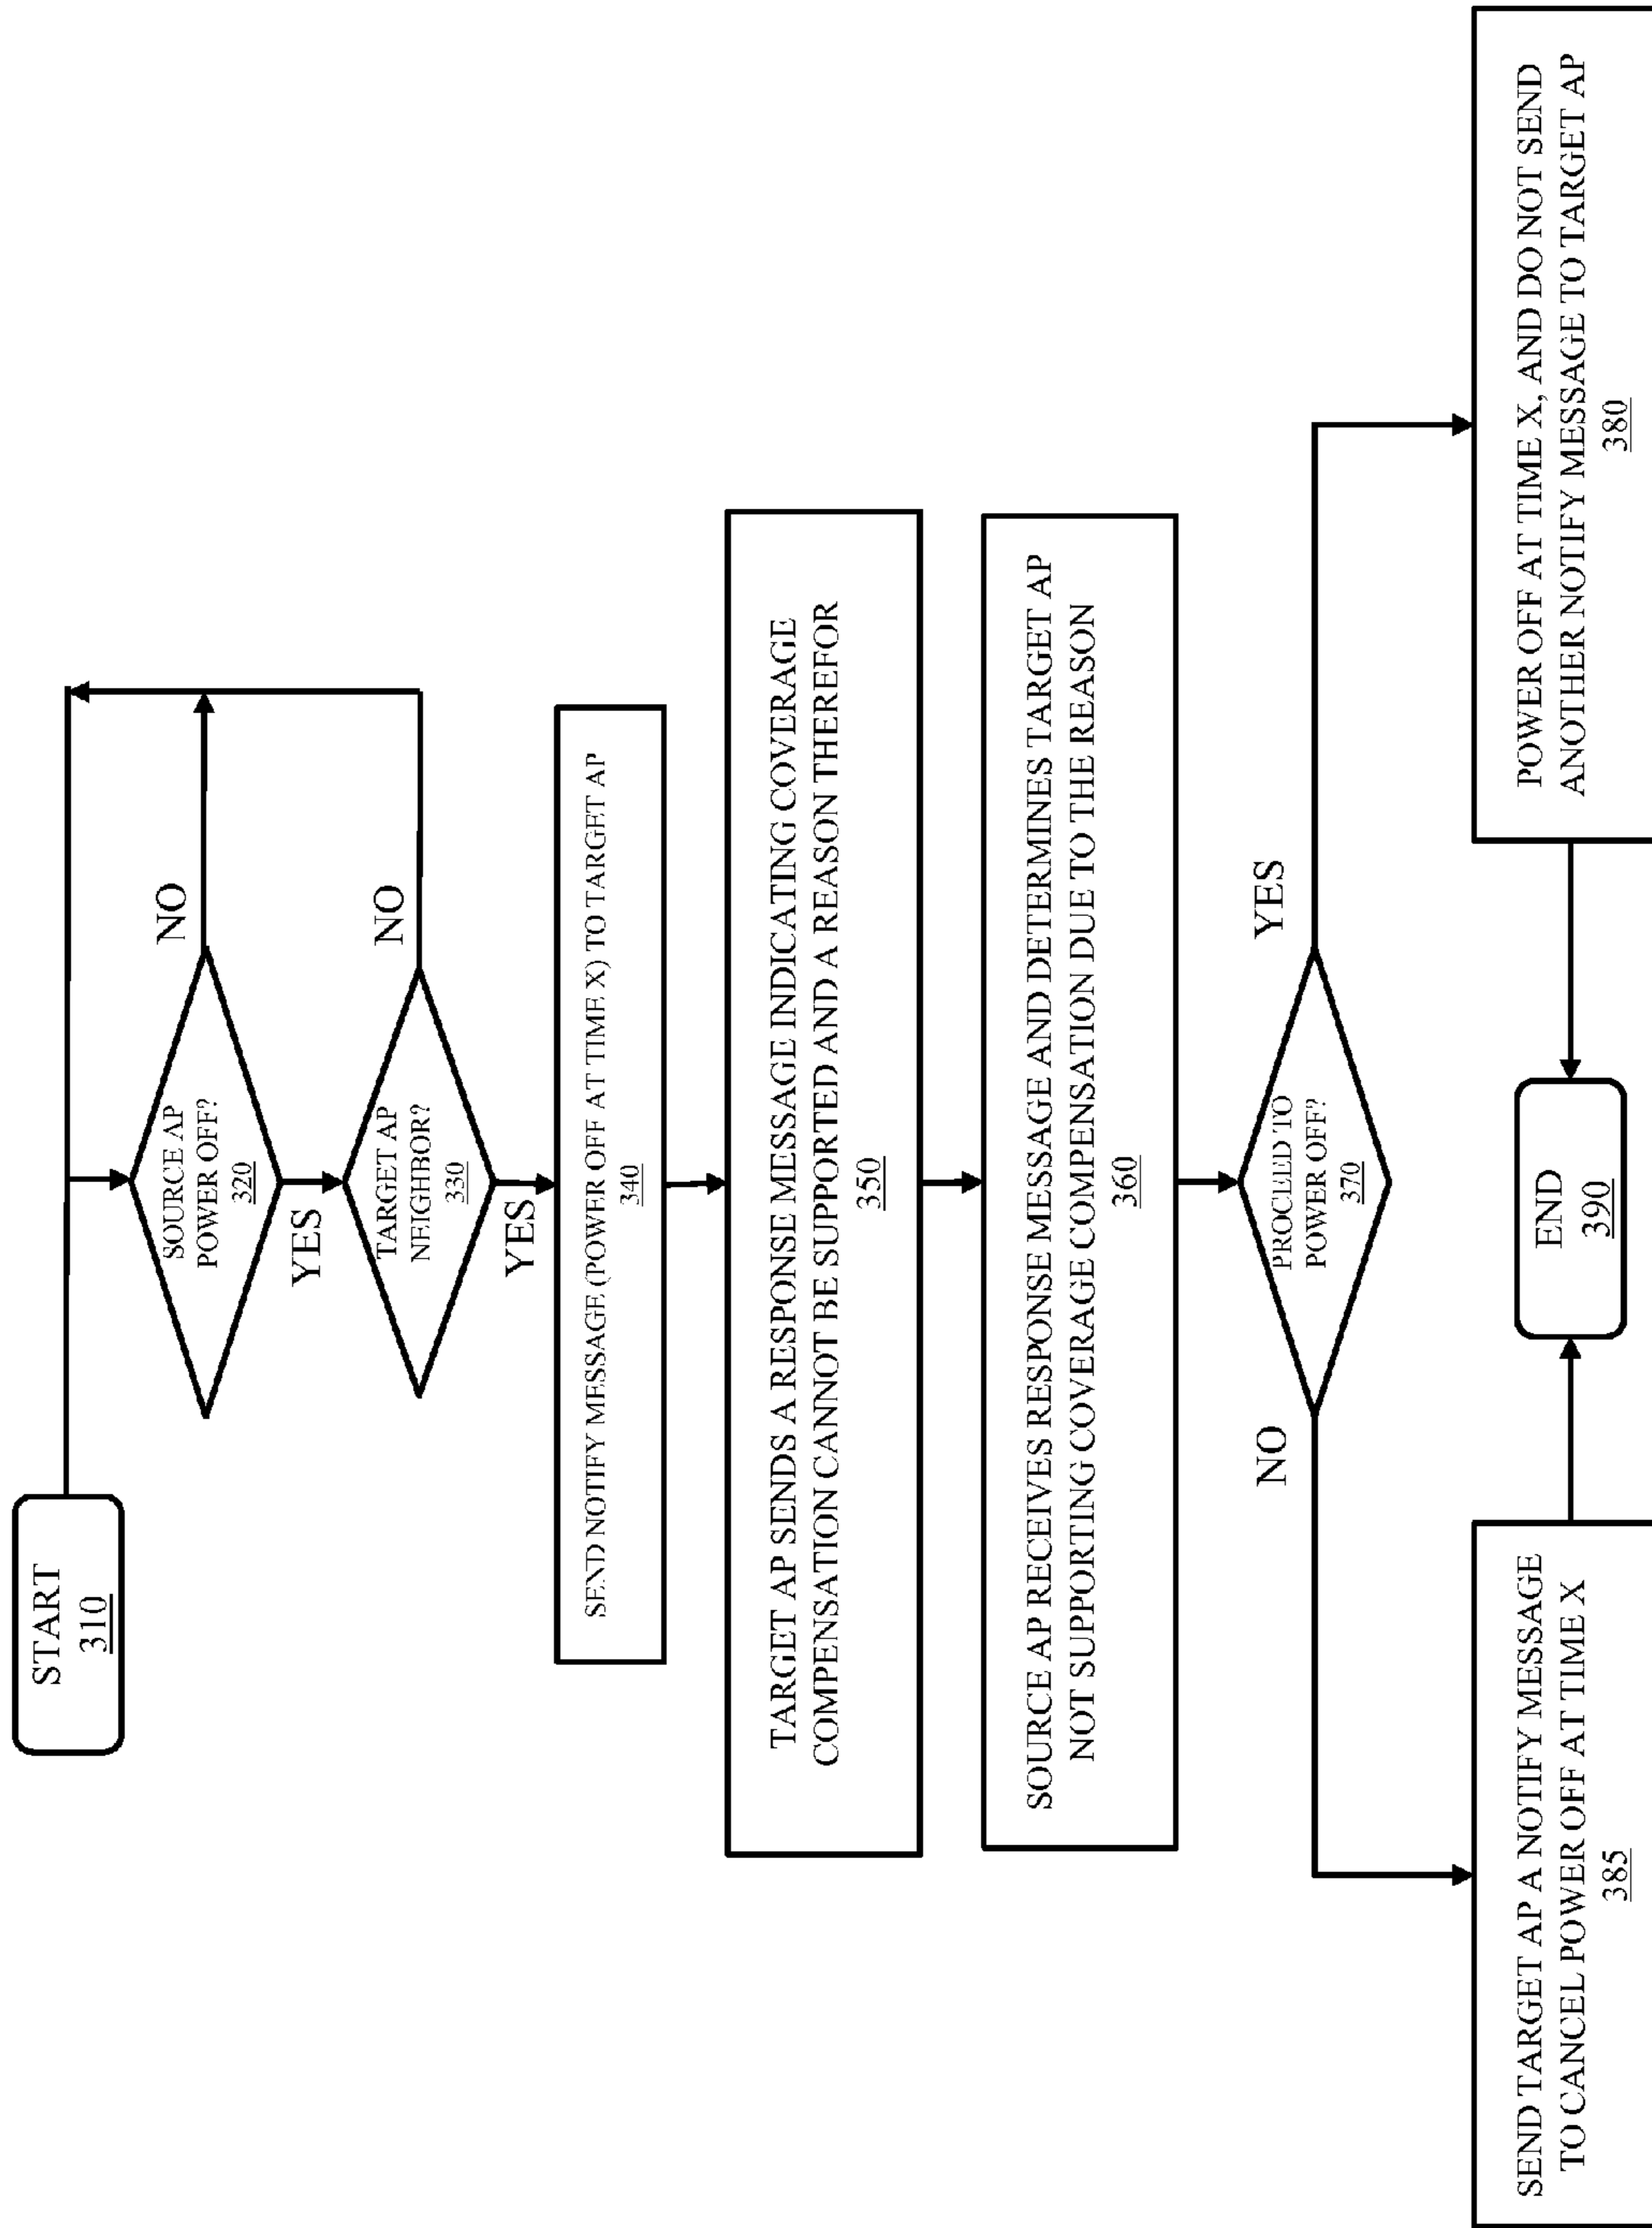 START
310
SOURCE AP
POWER OFF?
320
NO
YES
TARGET AP
NEIGHBOR?
330
NO
YES
SEND NOTIFY MESSAGE (POWER OFF AT TIME X) TO TARGET AP
340
TARGET AP SENDS A RESPONSE MESSAGE INDICATING COVERAGE
COMPENSATION CANNOT BE SUPPORTED AND A REASON THEREFOR
350
SOURCE AP RECEIVES RESPONSE MESSAGE AND DETERMINES TARGET AP
NOT SUPPORTING COVERAGE COMPENSATION DUE TO THE REASON
360
PROCEED TO
POWER OFF?
370
NO
YES
SEND TARGET AP A NOTIFY MESSAGE
TO CANCEL POWER OFF AT TIME X
385
END
390
POWER OFF AT TIME X, AND DO NOT SEND
ANOTHER NOTIFY MESSAGE TO TARGET AP
380